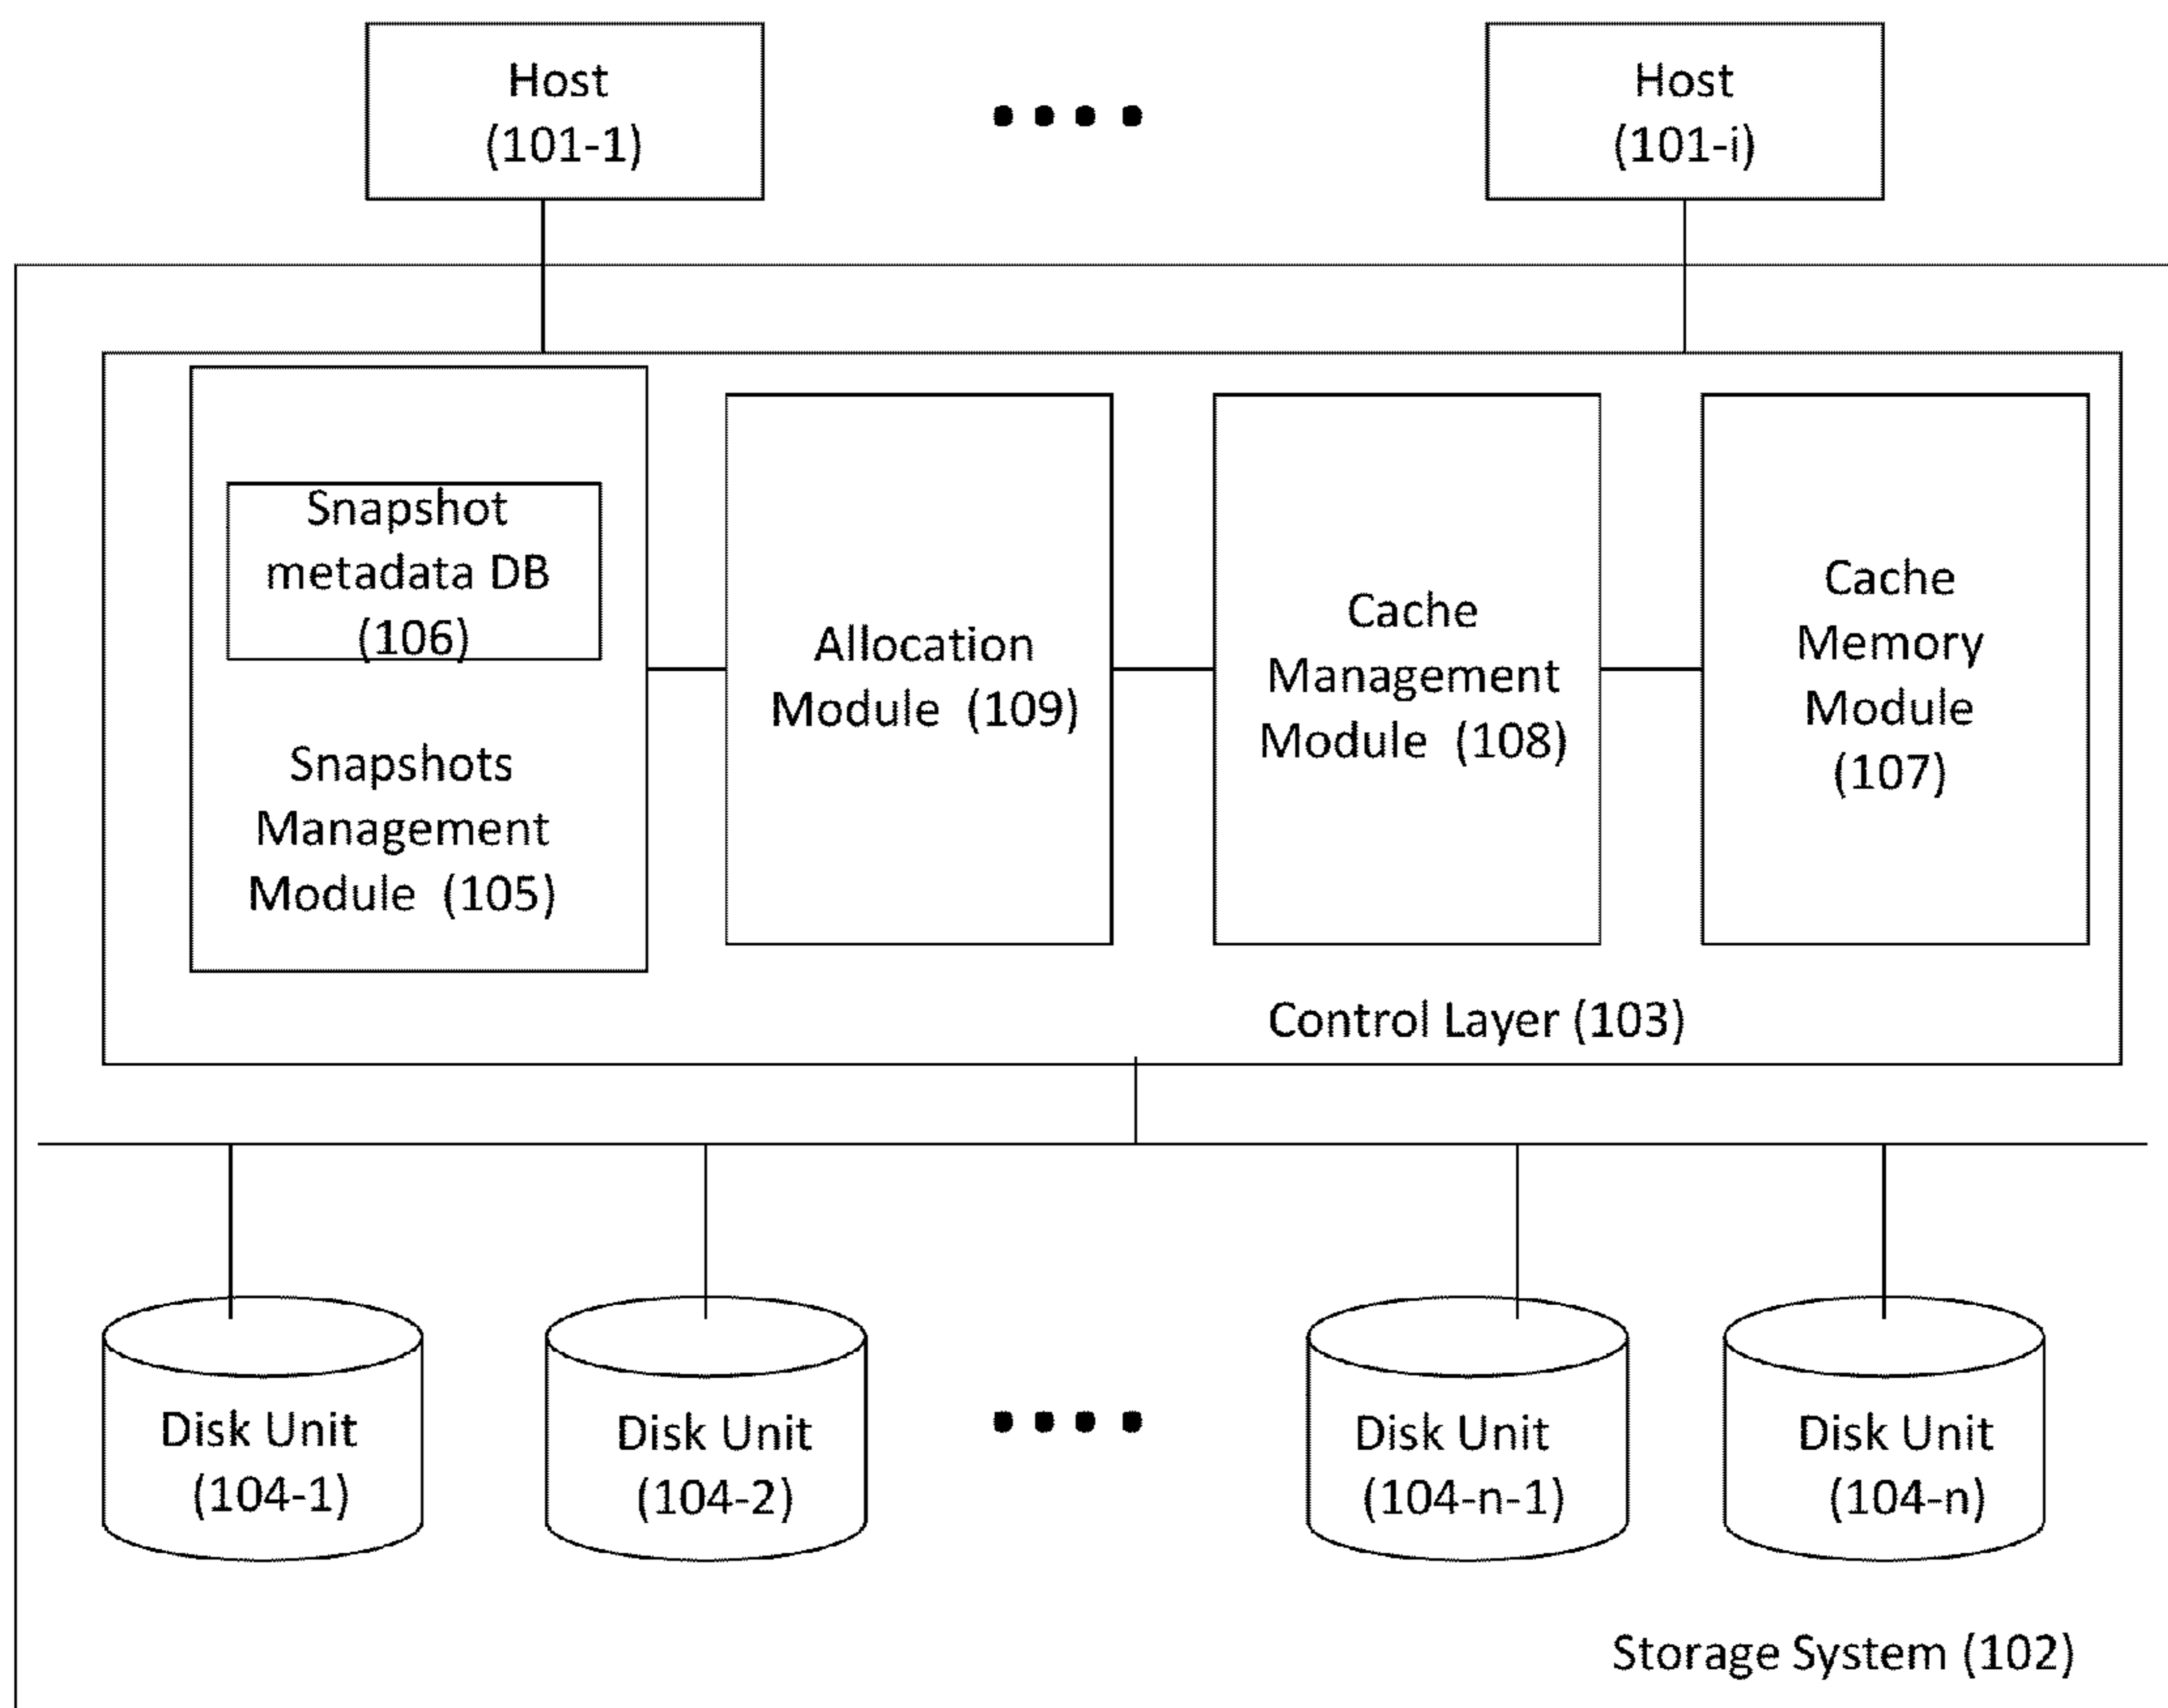 Host
(101-1)
Host
(101-i)
Snapshot
metadata DB
(106)
Snapshots
Management
Module (105)
Allocation
Module (109)
Cache
Management
Module (108)
Cache
Memory
Module
(107)
Control Layer (103)
Disk Unit
(104-1)
Disk Unit
(104-2)
Disk Unit
(104-n-1)
Disk Unit
(104-n)
Storage System (102)